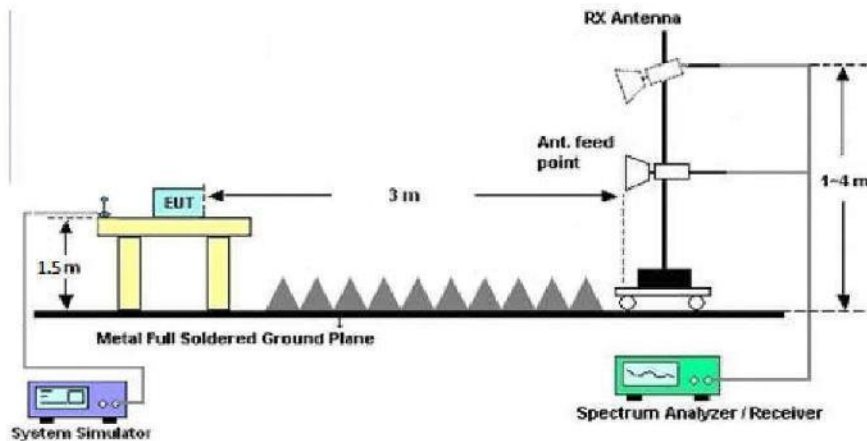 RX Antenna
Ant. feed
point
EUT
3 m
1~4 m
1.5 m
Metal Full Soldered Ground Plane
System Simulator
Spectrum Analyzer / Receiver